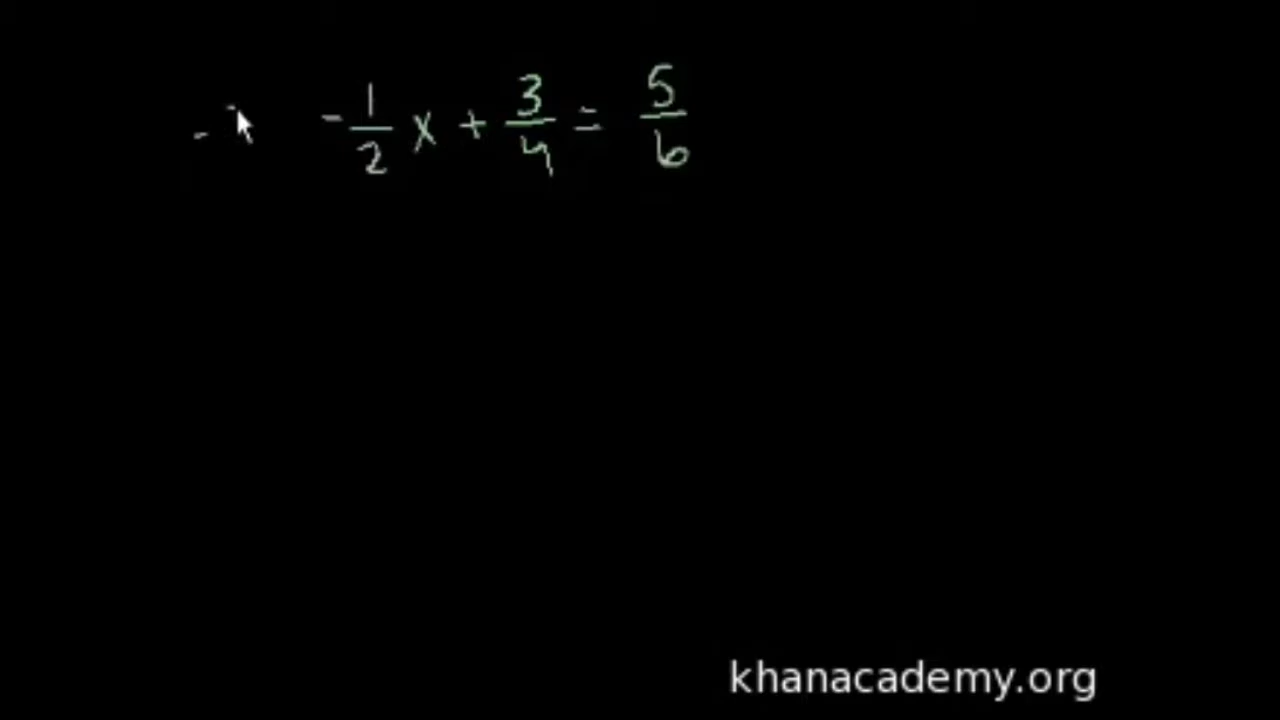 - -1/2 x + 3/4 = 5/6
khanacademy.org